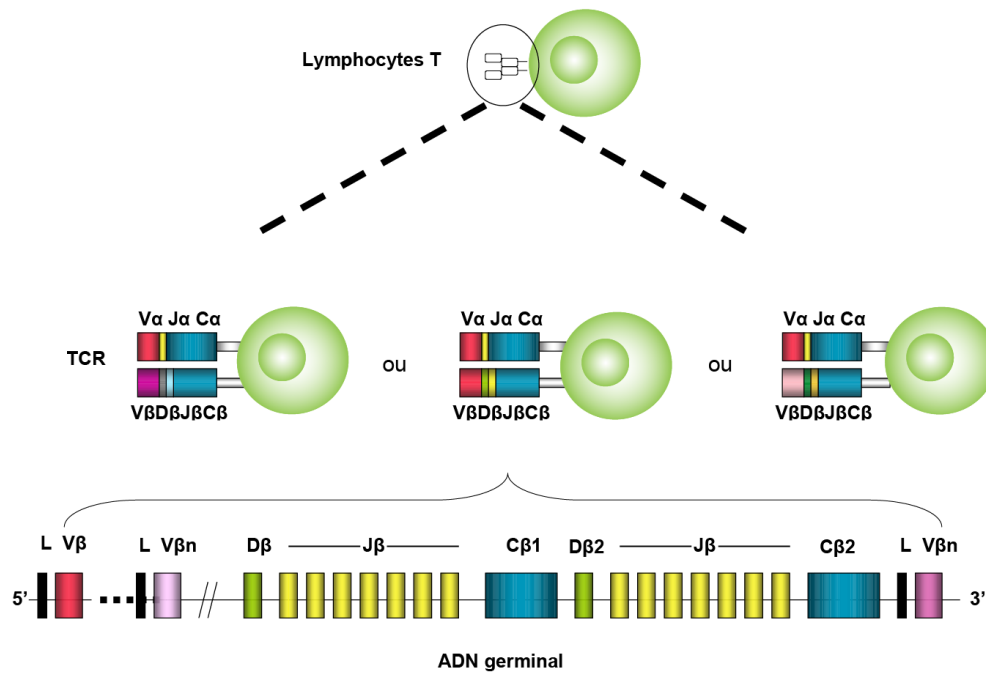 Lymphocytes T
Vα Jα Cα
Vα Jα Cα
Vα Jα Cα
TCR
ou
ou
VβDβJβCβ
VβDβJβCβ
VβDβJβCβ
L Vβ
L Vβn
Dβ
Jβ
Cβ1
Dβ2
Jβ
Cβ2
L Vβn
5’
//
3’
ADN germinal